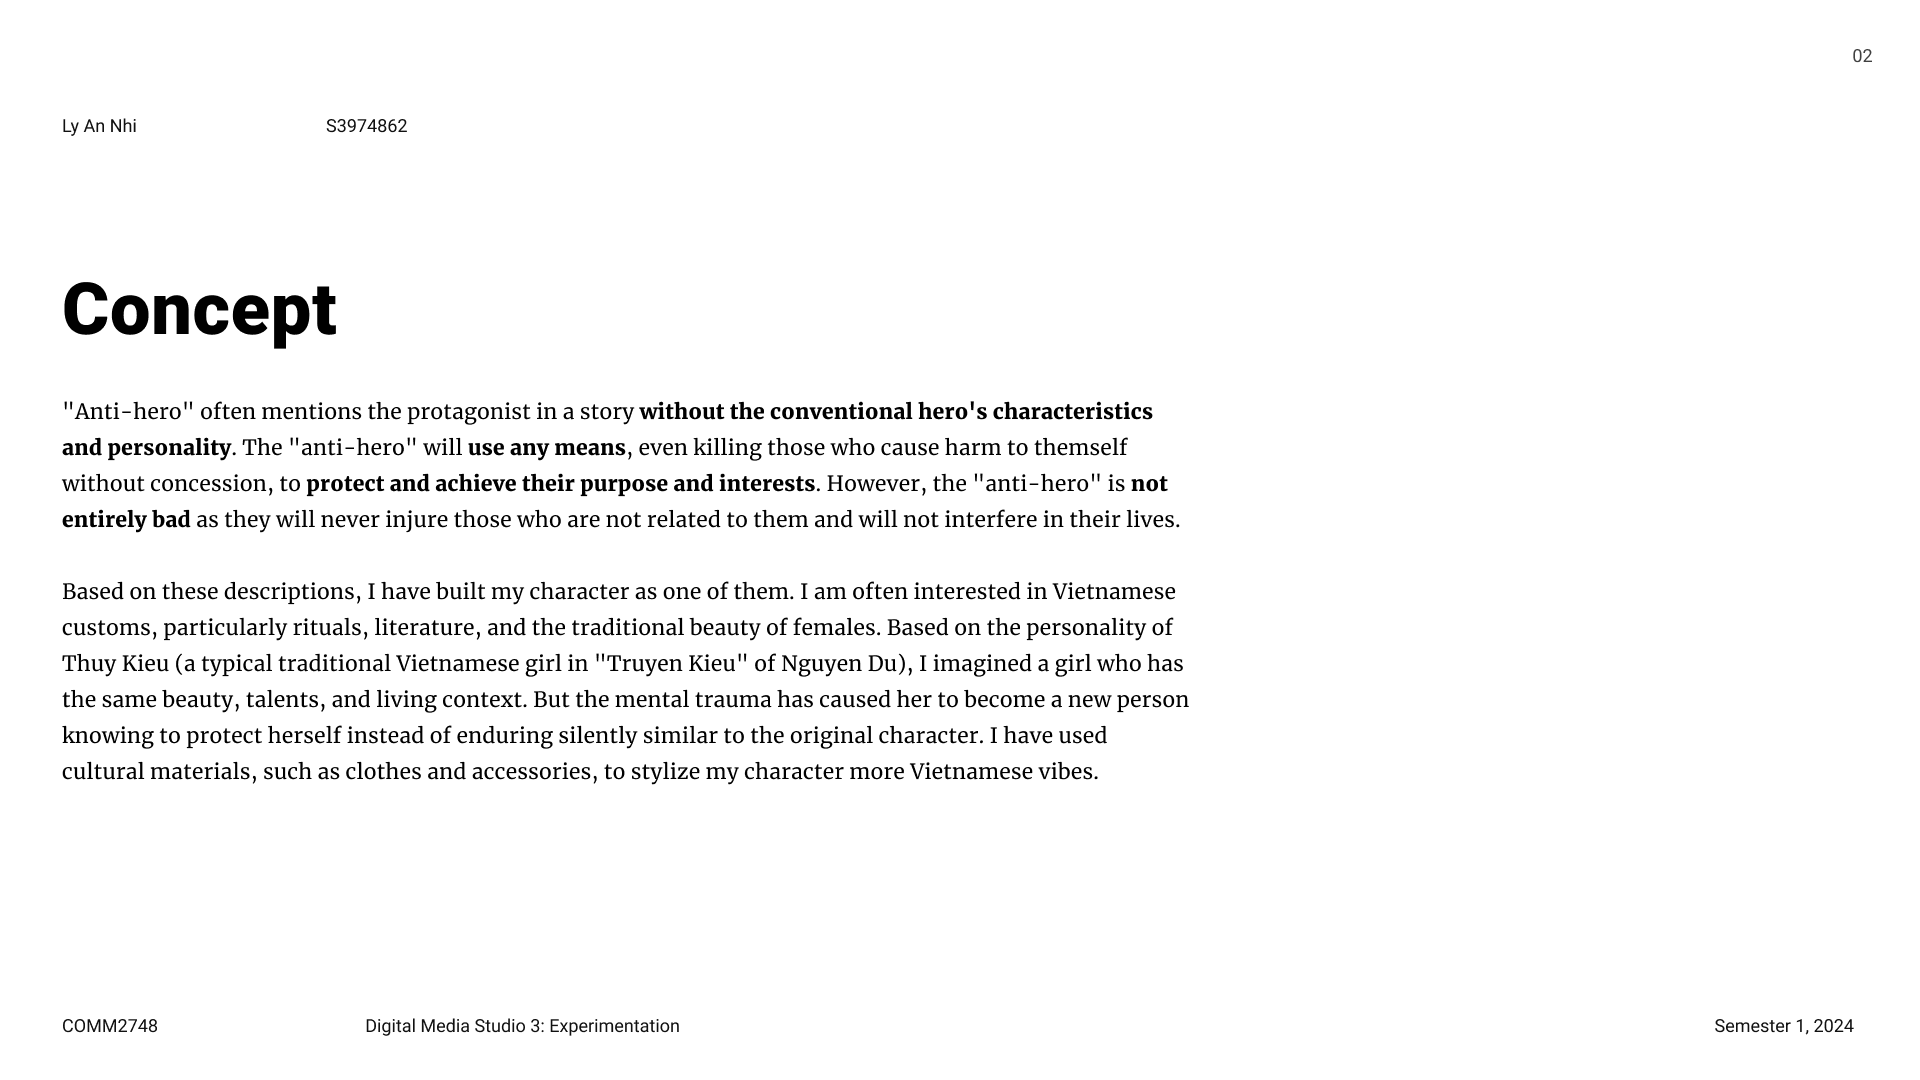 02
Ly An Nhi S3974862
Concept
"Anti-hero" often mentions the protagonist in a story without the conventional hero's characteristics
and personality. The "anti-hero" will use any means, even killing those who cause harm to themself
without concession, to protect and achieve their purpose and interests. However, the "anti-hero" is not
entirely bad as they will never injure those who are not related to them and will not interfere in their lives.
Based on these descriptions, I have built my character as one of them. I am often interested in Vietnamese
customs, particularly rituals, literature, and the traditional beauty of females. Based on the personality of
Thuy Kieu (a typical traditional Vietnamese girl in "Truyen Kieu" of Nguyen Du), I imagined a girl who has
the same beauty, talents, and living context. But the mental trauma has caused her to become a new person
knowing to protect herself instead of enduring silently similar to the original character. I have used
cultural materials, such as clothes and accessories, to stylize my character more Vietnamese vibes.
COMM2748 Digital Media Studio 3: Experimentation Semester 1, 2024